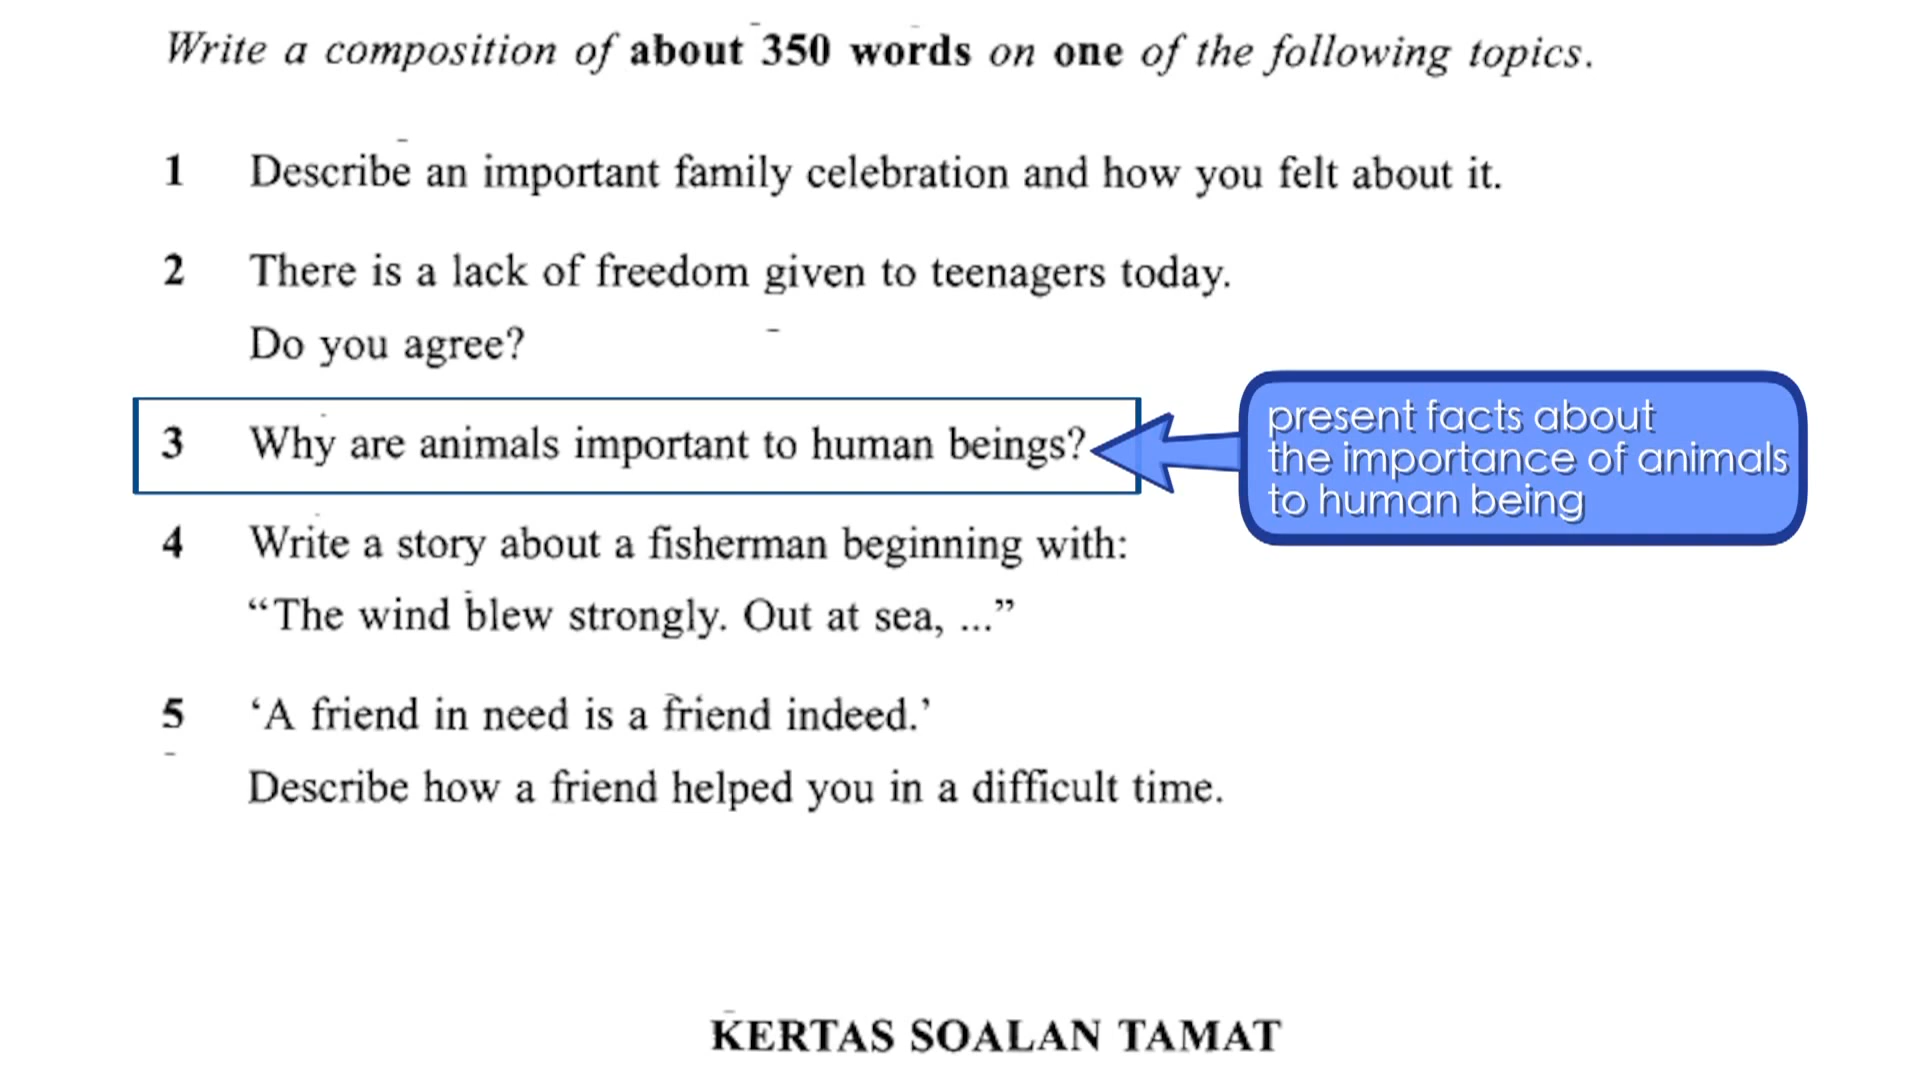 Write a composition of about 350 words on one of the following topics.
1 Describe an important family celebration and how you felt about it.
2 There is a lack of freedom given to teenagers today.
Do you agree?
3 Why are animals important to human beings?
present facts about
the importance of animals
to human being
4 Write a story about a fisherman beginning with:
“The wind blew strongly. Out at sea, ...”
5 ‘A friend in need is a friend indeed.’
Describe how a friend helped you in a difficult time.
KERTAS SOALAN TAMAT